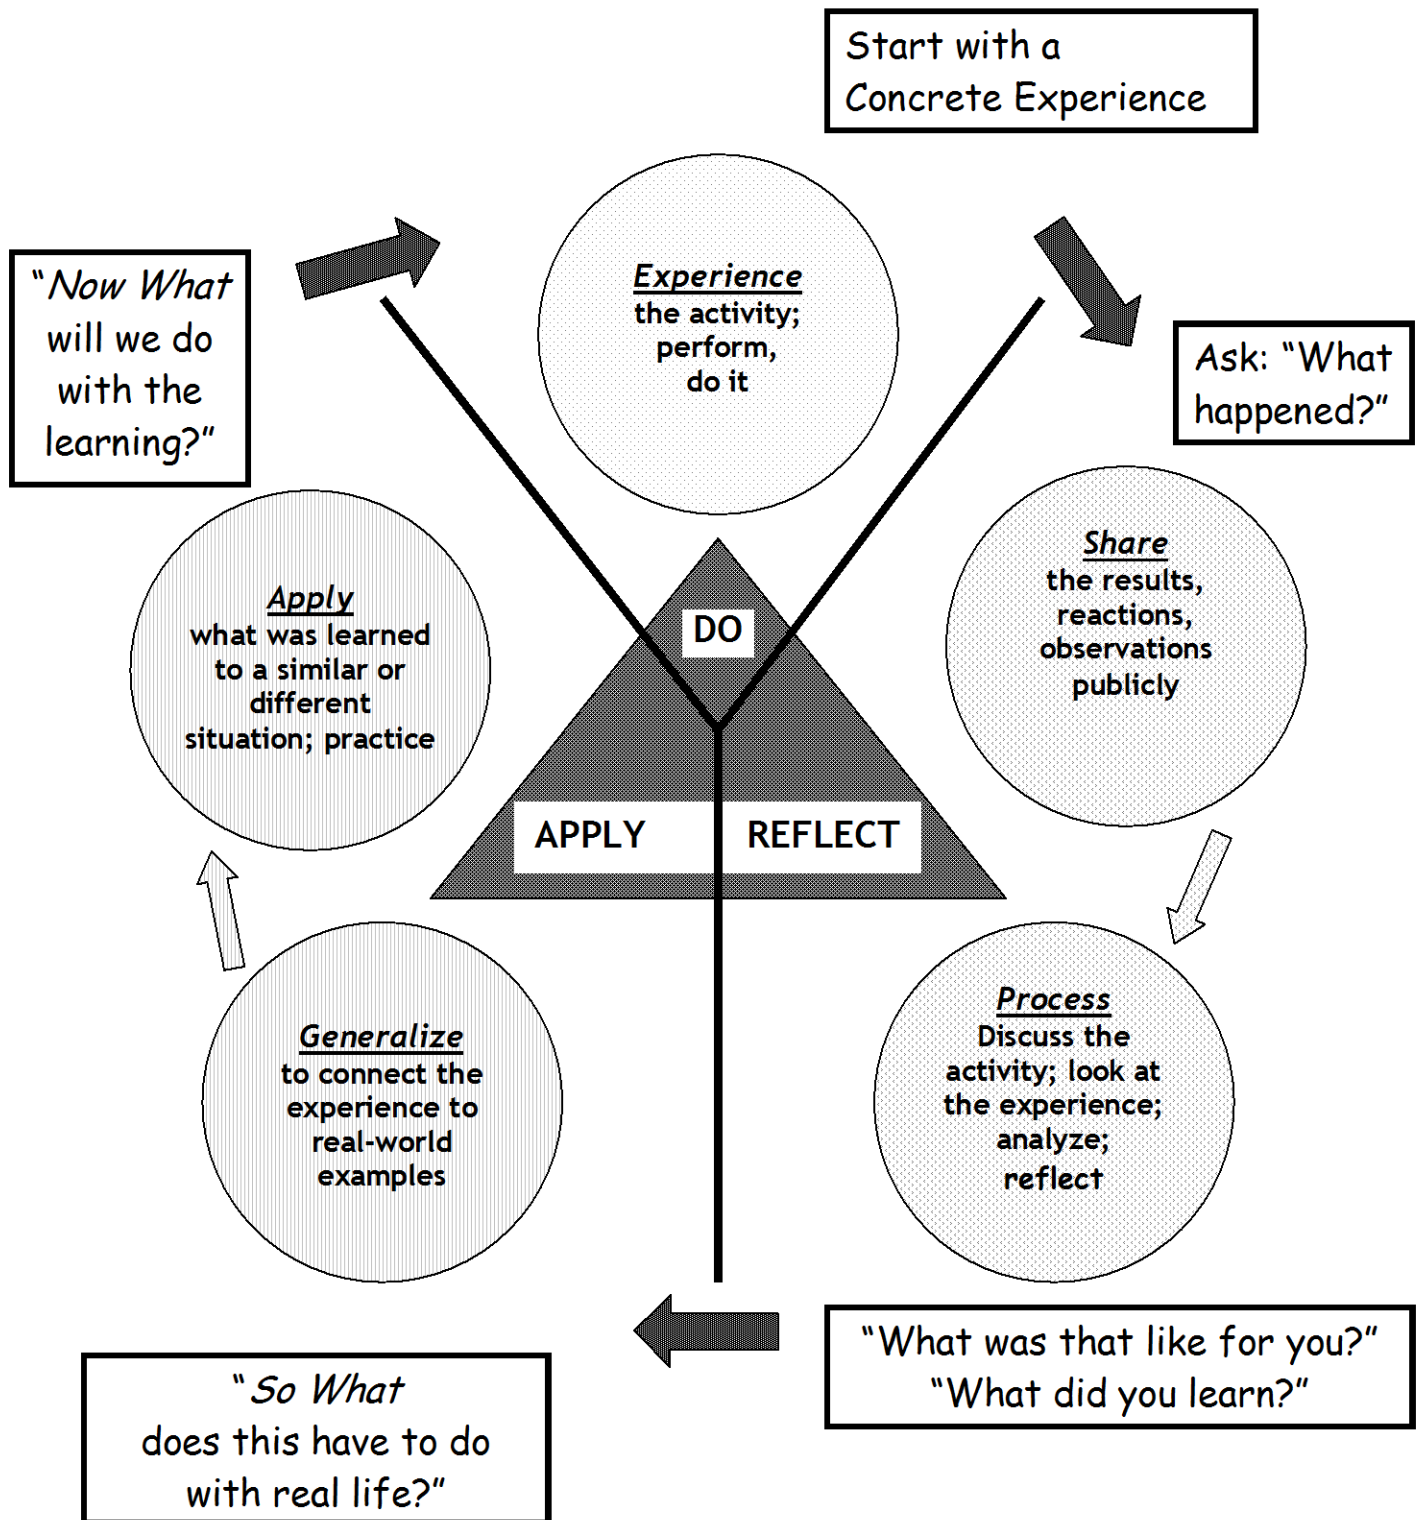 Start with a
Concrete Experience
Experience
the activity;
perform,
do it
"Now What
will we do
with the
learning?"
Ask: "What
happened?"
Share
the results,
reactions,
observations
publicly
Apply
what was learned
to a similar or
different
situation; practice
DO
APPLY
REFLECT
Process
Discuss the
activity; look at
the experience;
analyze;
reflect
Generalize
to connect the
experience to
real-world
examples
"What was that like for you?"
"What did you learn?"
"So What
does this have to do
with real life?"